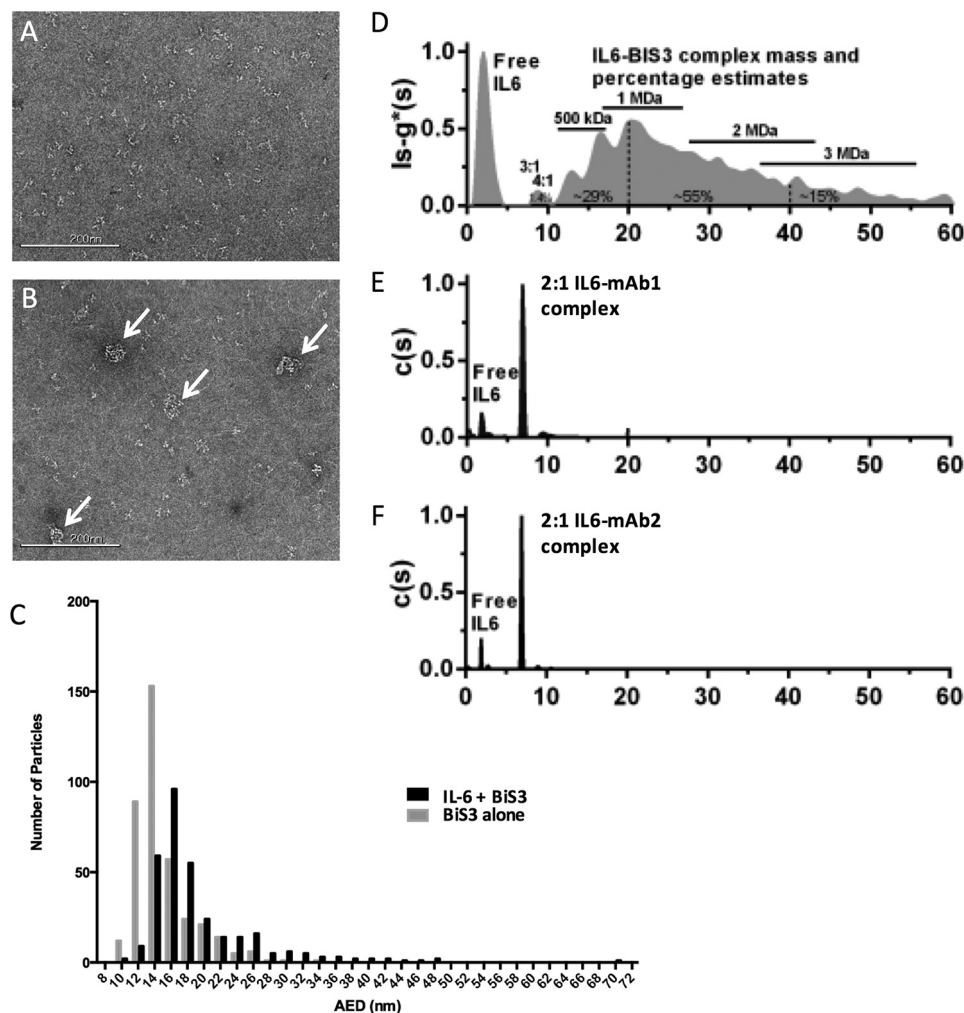 A
200nm
B
200nm
C
200
150
100
50
0
Number of Particles
8 10 12 14 16 18 20 22 24 26 28 30 32 34 36 38 40 42 44 46 48 50 52 54 56 58 60 62 64 66 68 70 72
AED (nm)
IL-6 + BiS3
BiS3 alone
D
ls-g*(s)
1.0
0.5
0.0
Free
IL6
IL6-BIS3 complex mass and
percentage estimates
1 MDa
500 kDa
2 MDa
3 MDa
3:1
4:1
~29%
~55%
~15%
0 10 20 30 40 50 60
E
c(s)
1.0
0.5
0.0
2:1 IL6-mAb1
complex
Free
IL6
0 10 20 30 40 50 60
F
c(s)
1.0
0.5
0.0
2:1 IL6-mAb2
complex
Free
IL6
0 10 20 30 40 50 60